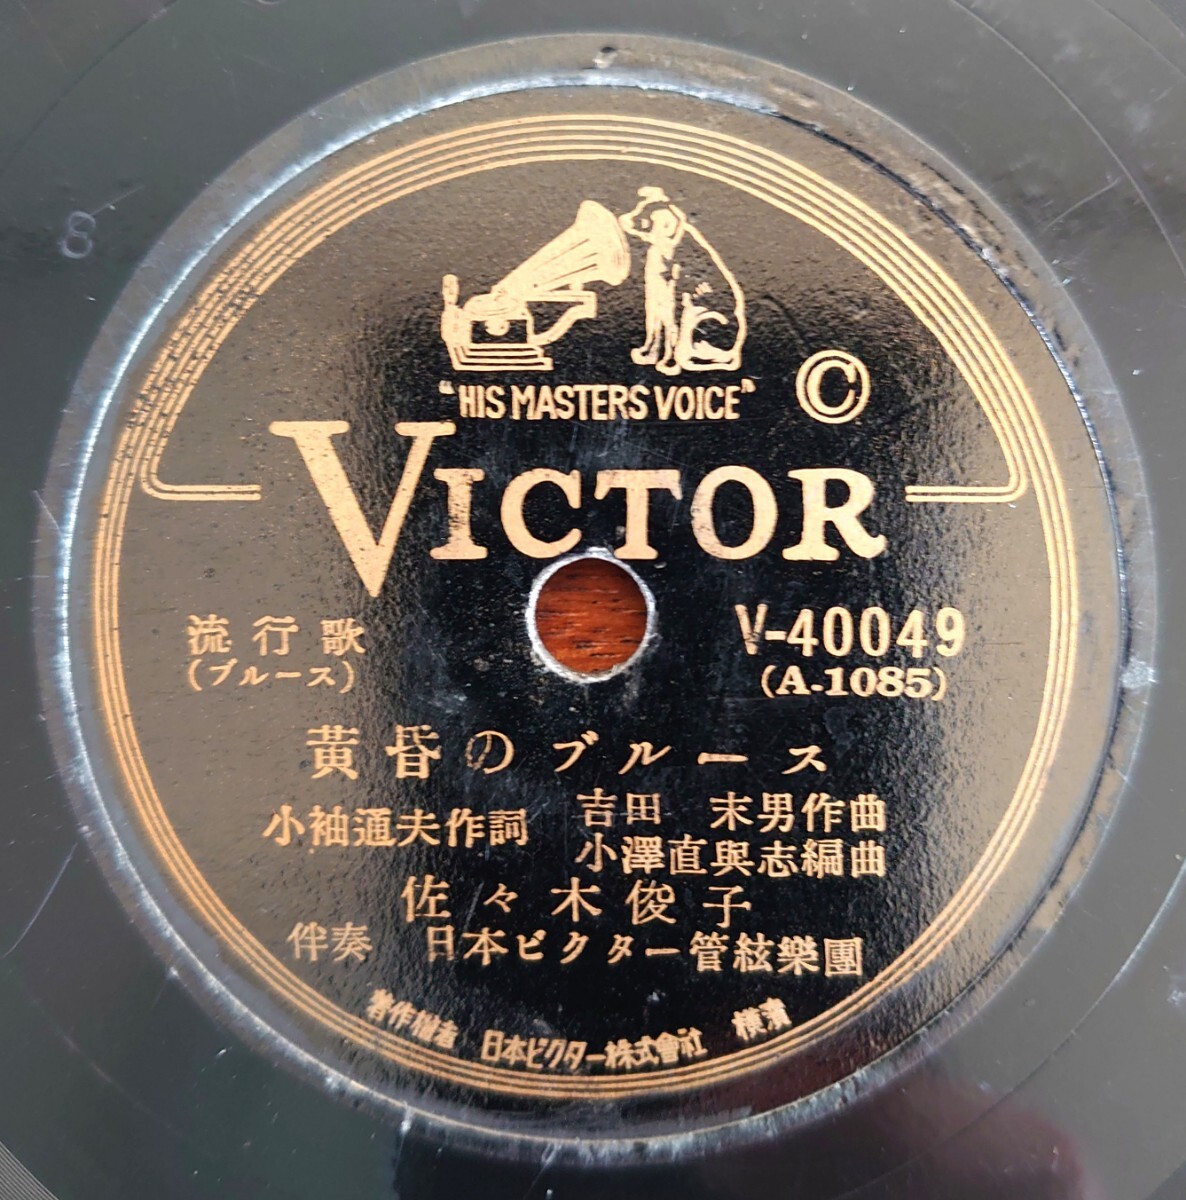 8
"HIS MASTERS VOICE" ©
VICTOR
流行歌
(ブルース)
V-40049
(A-1085)
黄昏のブルース
小袖通夫作詞
吉田 末男作曲
小澤直與志編曲
佐々木俊子
伴奏 日本ビクター管絃樂團
著作権者 日本ビクター株式會社 横濱